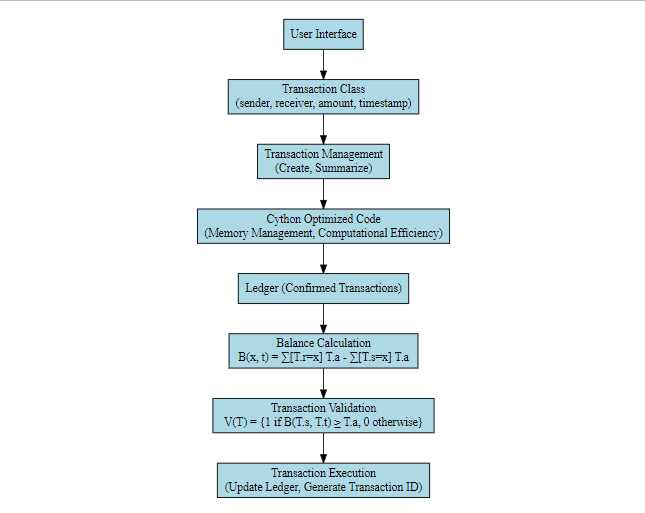 User Interface
Transaction Class
(sender, receiver, amount, timestamp)
Transaction Management
(Create, Summarize)
Cython Optimized Code
(Memory Management, Computational Efficiency)
Ledger (Confirmed Transactions)
Balance Calculation
B(x, t) = ∑[T.r=x] T.a - ∑[T.s=x] T.a
Transaction Validation
V(T) = {1 if B(T.s, T.t) ≥ T.a, 0 otherwise}
Transaction Execution
(Update Ledger, Generate Transaction ID)